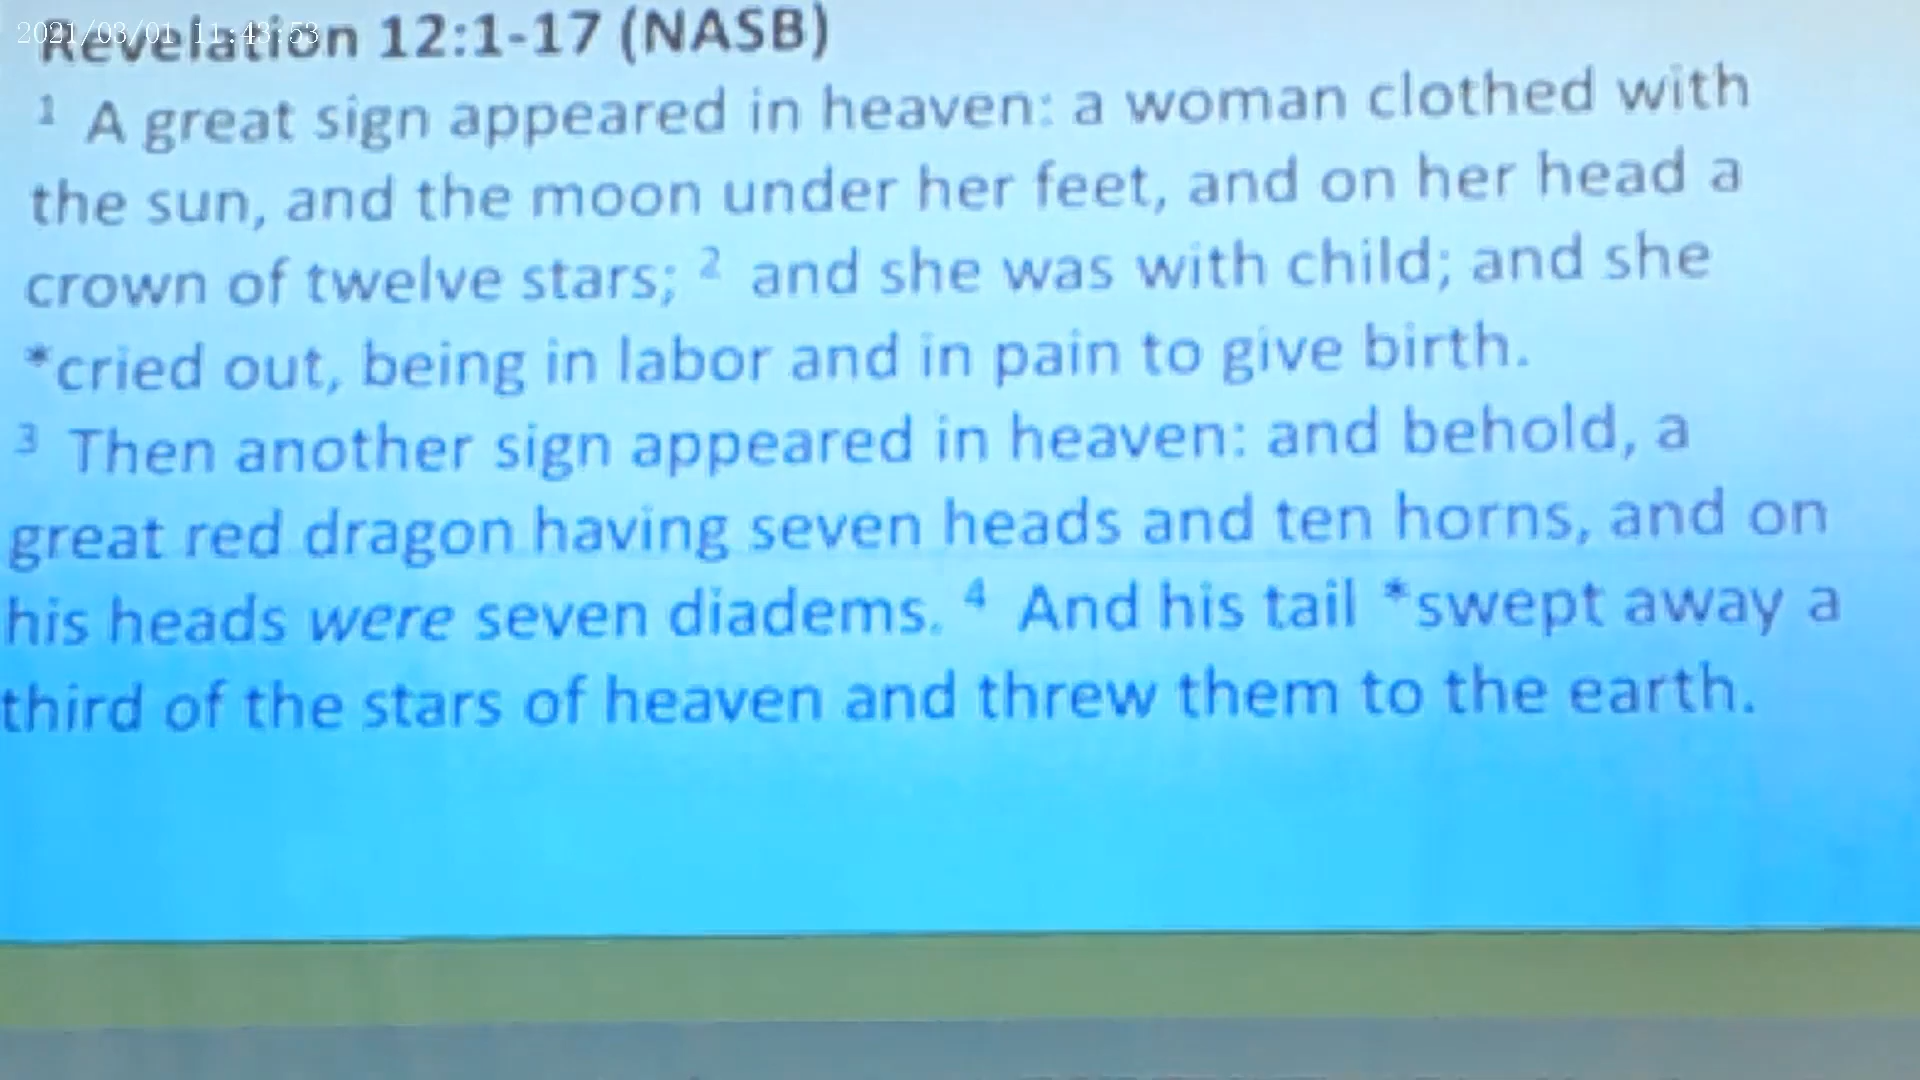 2021/03/01 11:43:53
Revelation 12:1-17 (NASB)
1 A great sign appeared in heaven: a woman clothed with
the sun, and the moon under her feet, and on her head a
crown of twelve stars; 2 and she was with child; and she
*cried out, being in labor and in pain to give birth.
3 Then another sign appeared in heaven: and behold, a
great red dragon having seven heads and ten horns, and on
his heads were seven diadems. 4 And his tail *swept away a
third of the stars of heaven and threw them to the earth.